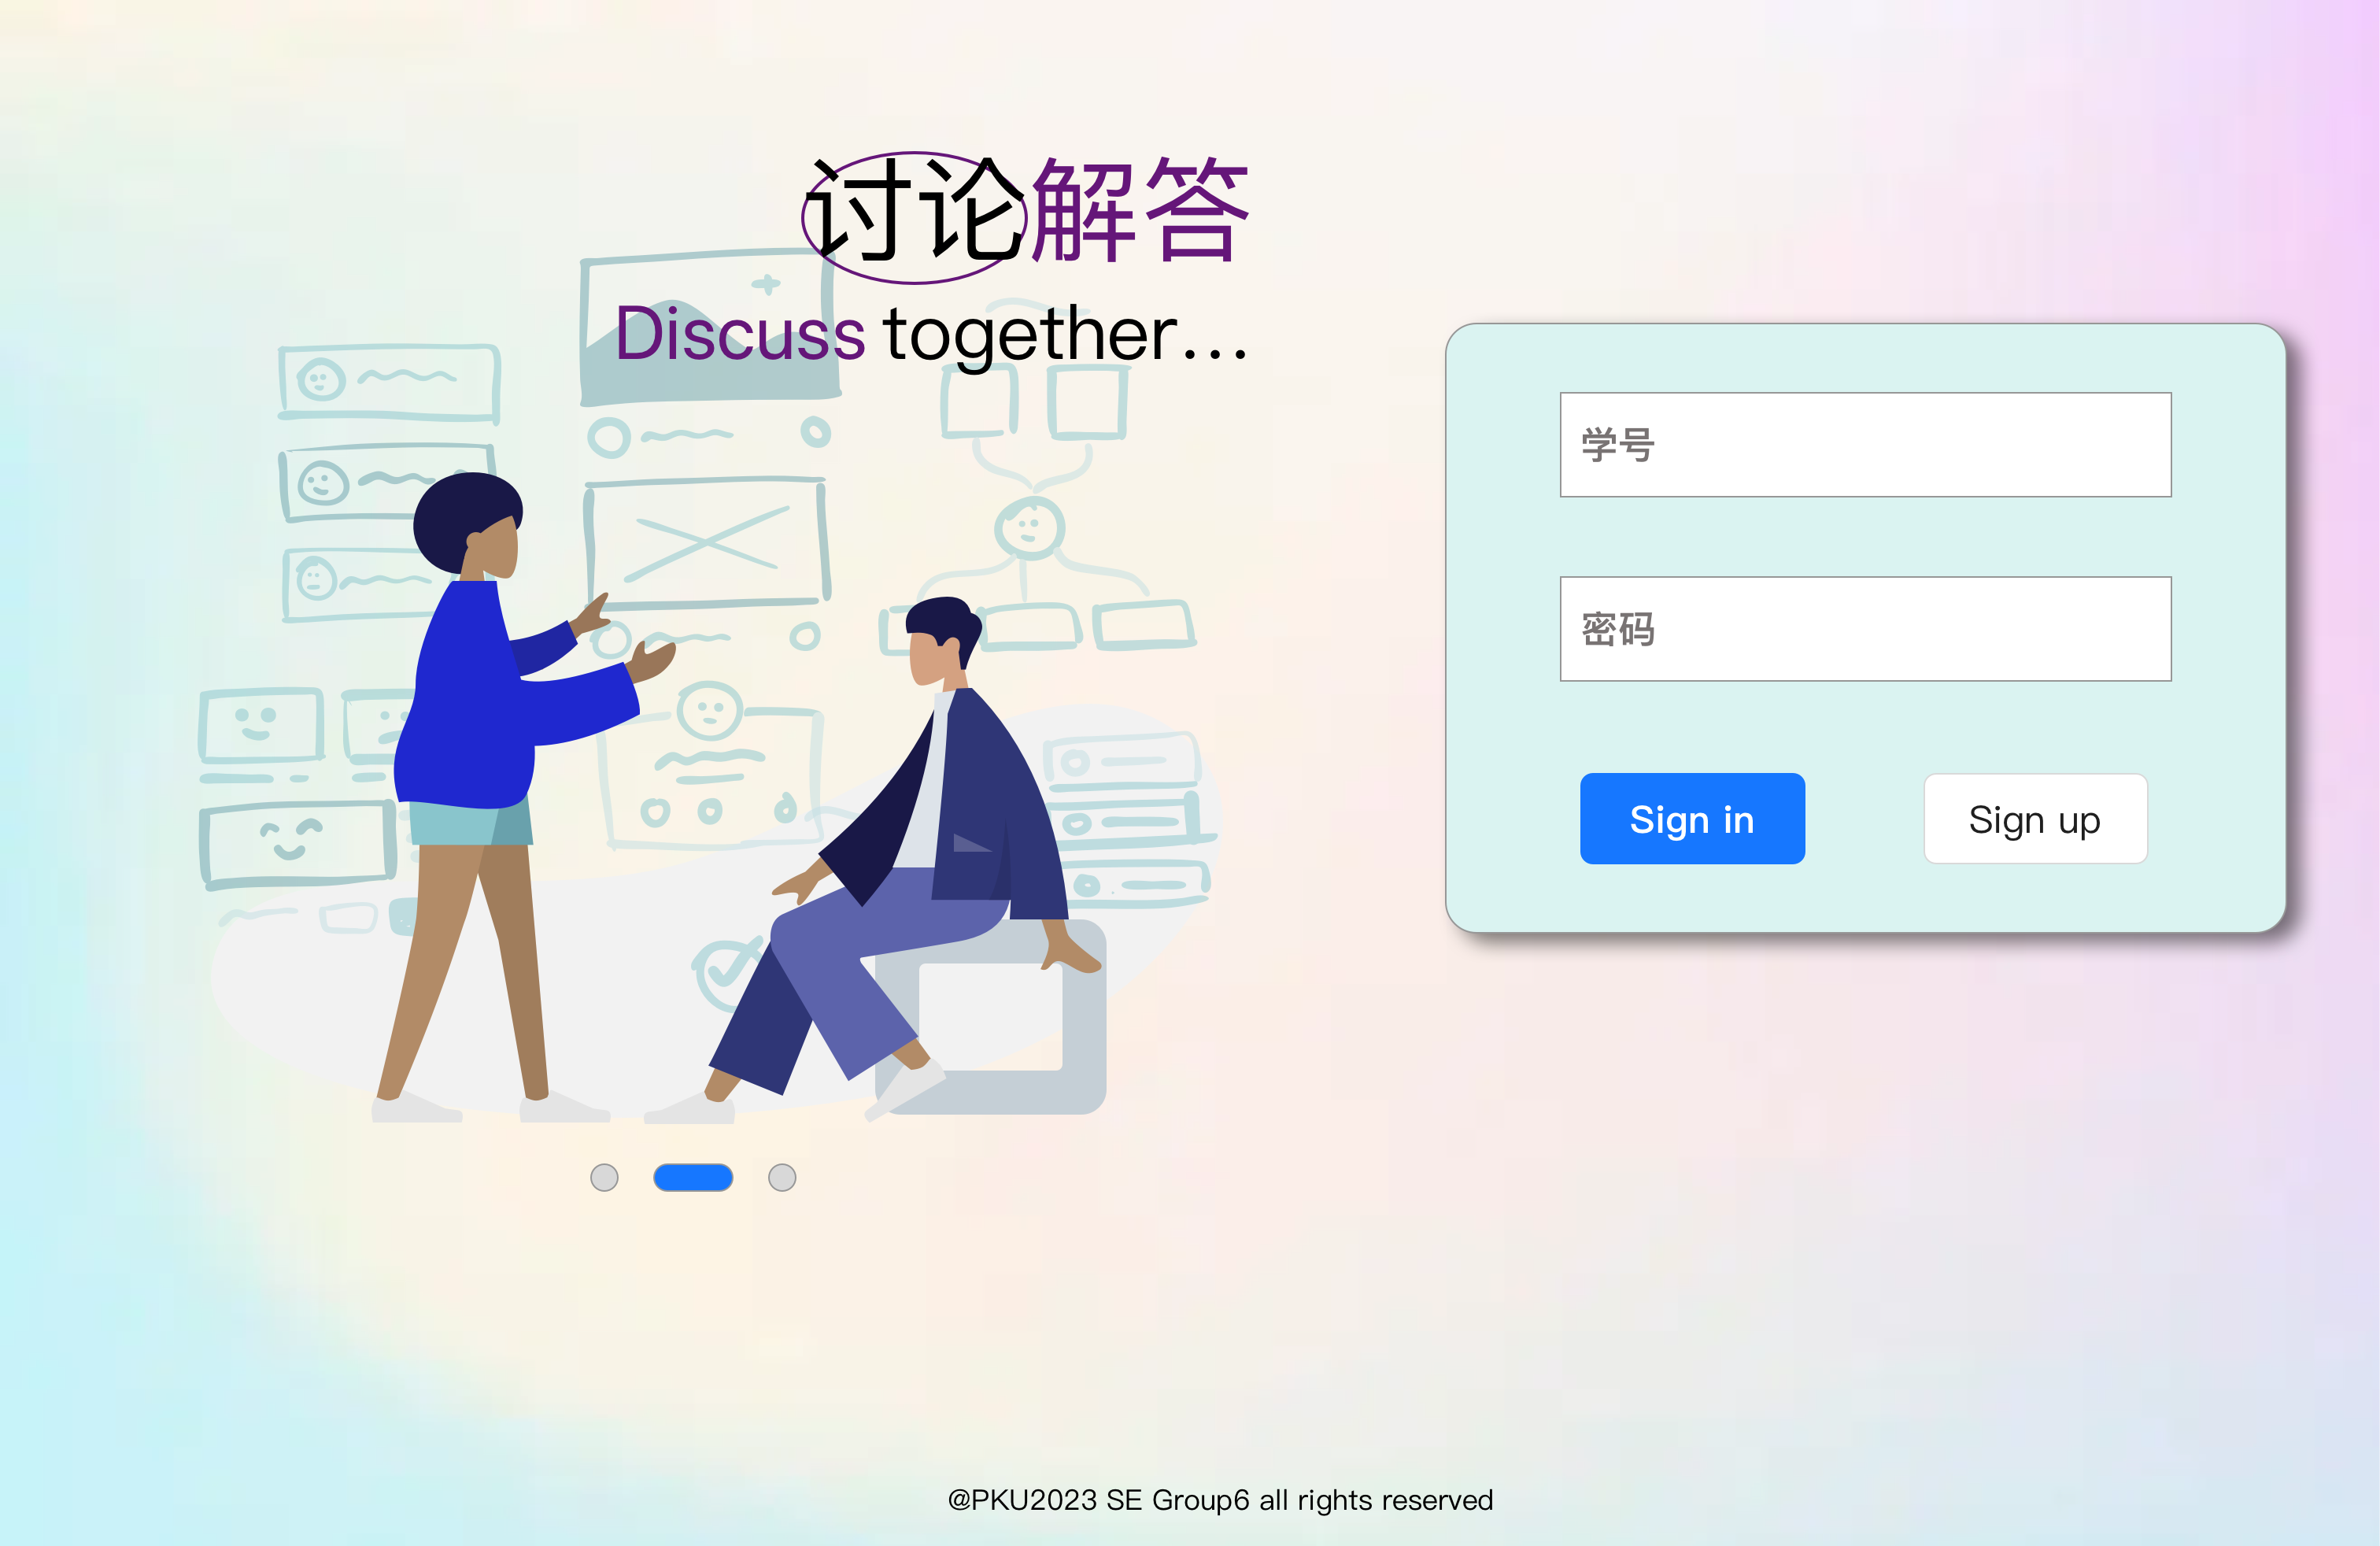 讨论解答
Discuss together...
学号
密码
Sign in
Sign up
@PKU2023 SE Group6 all rights reserved